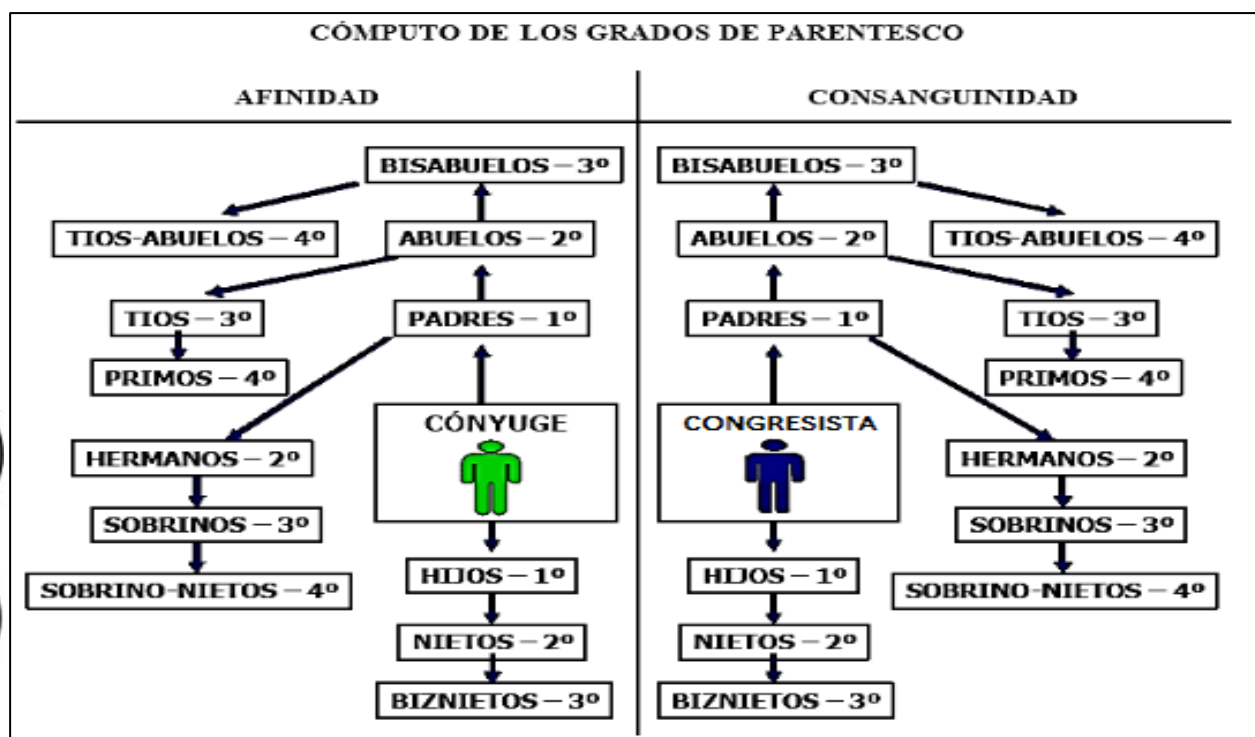 CÓMPUTO DE LOS GRADOS DE PARENTESCO
AFINIDAD
BISABUELOS – 3º
TIOS-ABUELOS – 4º
ABUELOS – 2º
TIOS – 3º
PADRES – 1º
PRIMOS – 4º
CÓNYUGE
HERMANOS – 2º
SOBRINOS – 3º
HIJOS – 1º
SOBRINO-NIETOS – 4º
NIETOS – 2º
BIZNIETOS – 3º
CONSANGUINIDAD
BISABUELOS – 3º
ABUELOS – 2º
TIOS-ABUELOS – 4º
PADRES – 1º
TIOS – 3º
PRIMOS – 4º
CONGRESISTA
HERMANOS – 2º
SOBRINOS – 3º
HIJOS – 1º
SOBRINO-NIETOS – 4º
NIETOS – 2º
BIZNIETOS – 3º